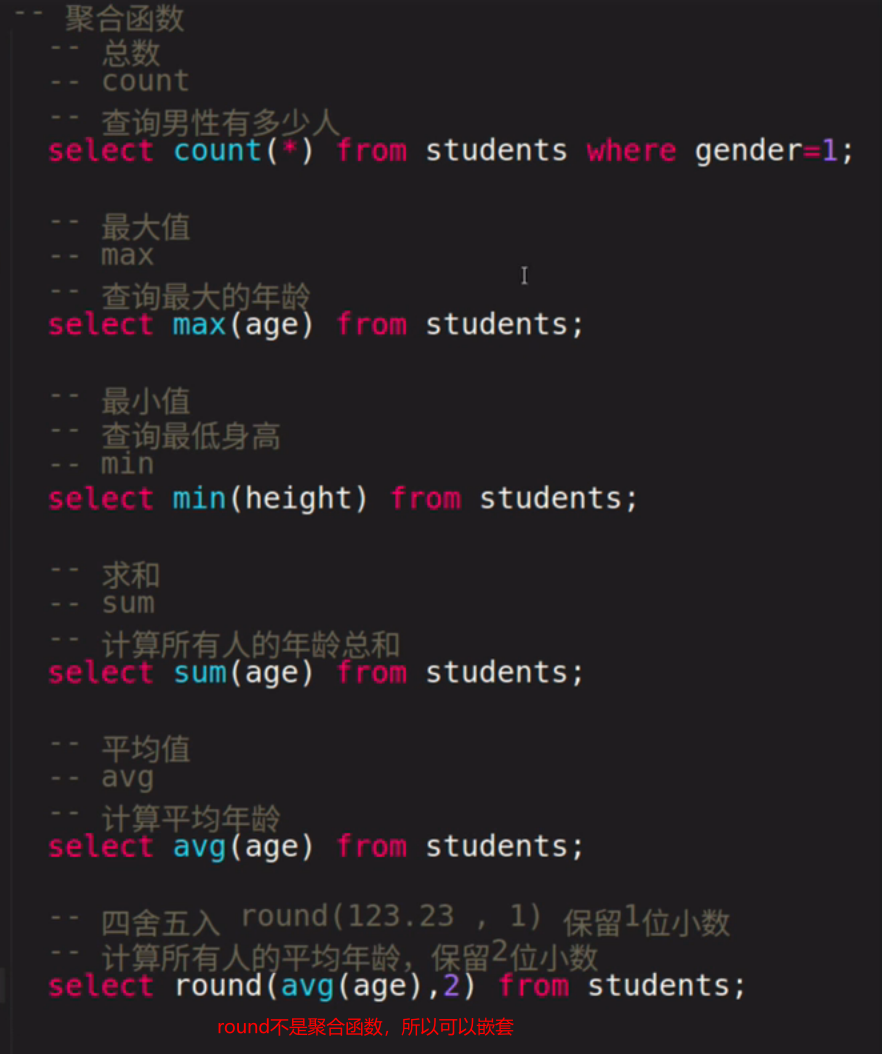 -- 聚合函数
-- 总数
-- count
-- 查询男性有多少人
select count(*) from students where gender=1;
-- 最大值
-- max
-- 查询最大的年龄
select max(age) from students;
-- 最小值
-- 查询最低身高
-- min
select min(height) from students;
-- 求和
-- sum
-- 计算所有人的年龄总和
select sum(age) from students;
-- 平均值
-- avg
-- 计算平均年龄
select avg(age) from students;
-- 四舍五入 round(123.23 , 1) 保留1位小数
-- 计算所有人的平均年龄，保留2位小数
select round(avg(age),2) from students;
round不是聚合函数，所以可以嵌套